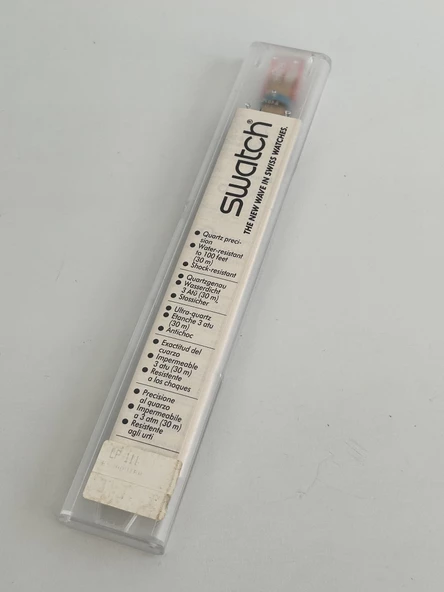 swatch®
THE NEW WAVE IN SWISS WATCHES.
● Quartz preci-
sion
● Water-resistant
to 100 feet
(30 m)
● Shock-resistant
● Quartzgenau
● Wasserdicht
3 Atü (30 m)
● Stossicher
● Ultra-quartz
● Etanche 3 atu
(30 m)
● Antichoc
● Exactitud del
cuarzo
● Impermeable
3 atu (30 m)
● Resistente
a los choques
● Precisione
al quarzo
● Impermeabile
a 3 atm (30 m)
● Resistente
agli urti
111